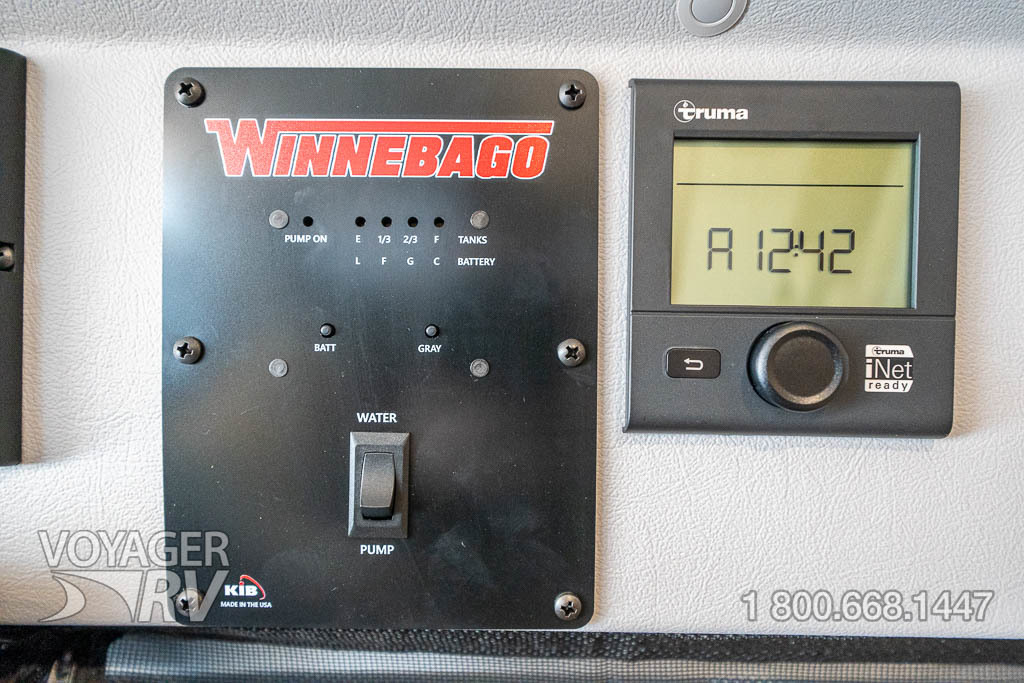 WINNEBAGO
PUMP ON E 1/3 2/3 F TANKS
L F G C BATTERY
BATT GRAY
WATER
PUMP
KIB
MADE IN THE USA
truma
A 12:42
truma
iNet
ready
VOYAGER
RV
1 800.668.1447